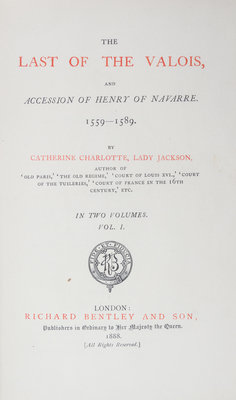 THE
LAST OF THE VALOIS,
AND
ACCESSION OF HENRY OF NAVARRE.
1559—1589.
BY
CATHERINE CHARLOTTE, LADY JACKSON,
AUTHOR OF
'OLD PARIS,' 'THE OLD REGIME,' 'COURT OF LOUIS XVI.,' 'COURT
OF THE TUILERIES,' 'COURT OF FRANCE IN THE 16TH
CENTURY,' ETC.
IN TWO VOLUMES.
VOL. I.
LONDON:
RICHARD BENTLEY AND SON,
Publishers in Ordinary to Her Majesty the Queen.
1888.
[All Rights Reserved.]